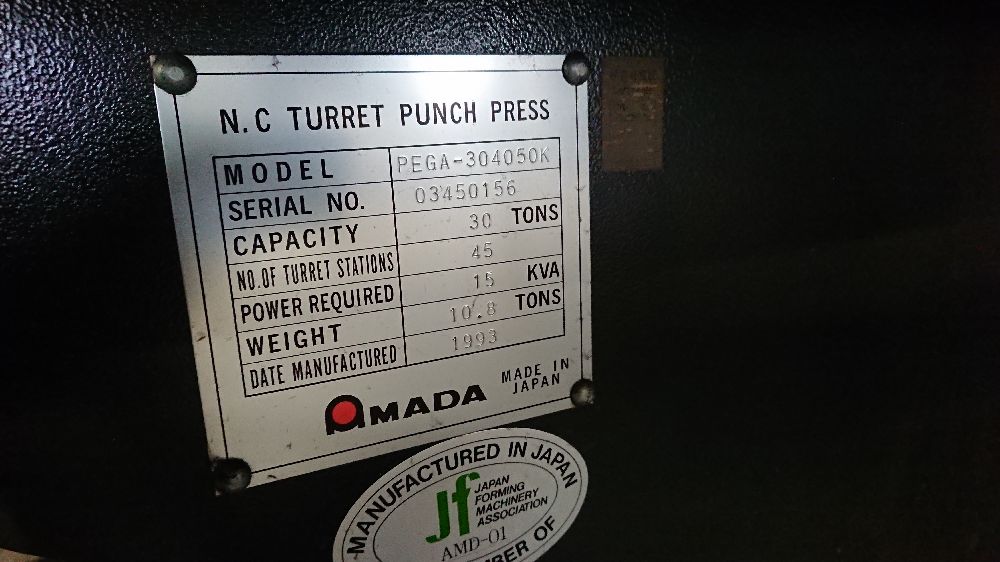 N.C TURRET PUNCH PRESS
MODEL PEGA-304050K
SERIAL NO. 03450156
CAPACITY 30 TONS
NO.OF TURRET STATIONS 45
POWER REQUIRED 15 KVA
WEIGHT 10.8 TONS
DATE MANUFACTURED 1993
AMADA
MADE IN
JAPAN
MANUFACTURED IN JAPAN
Jf
JAPAN
FORMING
MACHINERY
ASSOCIATION
AMD-01
OF